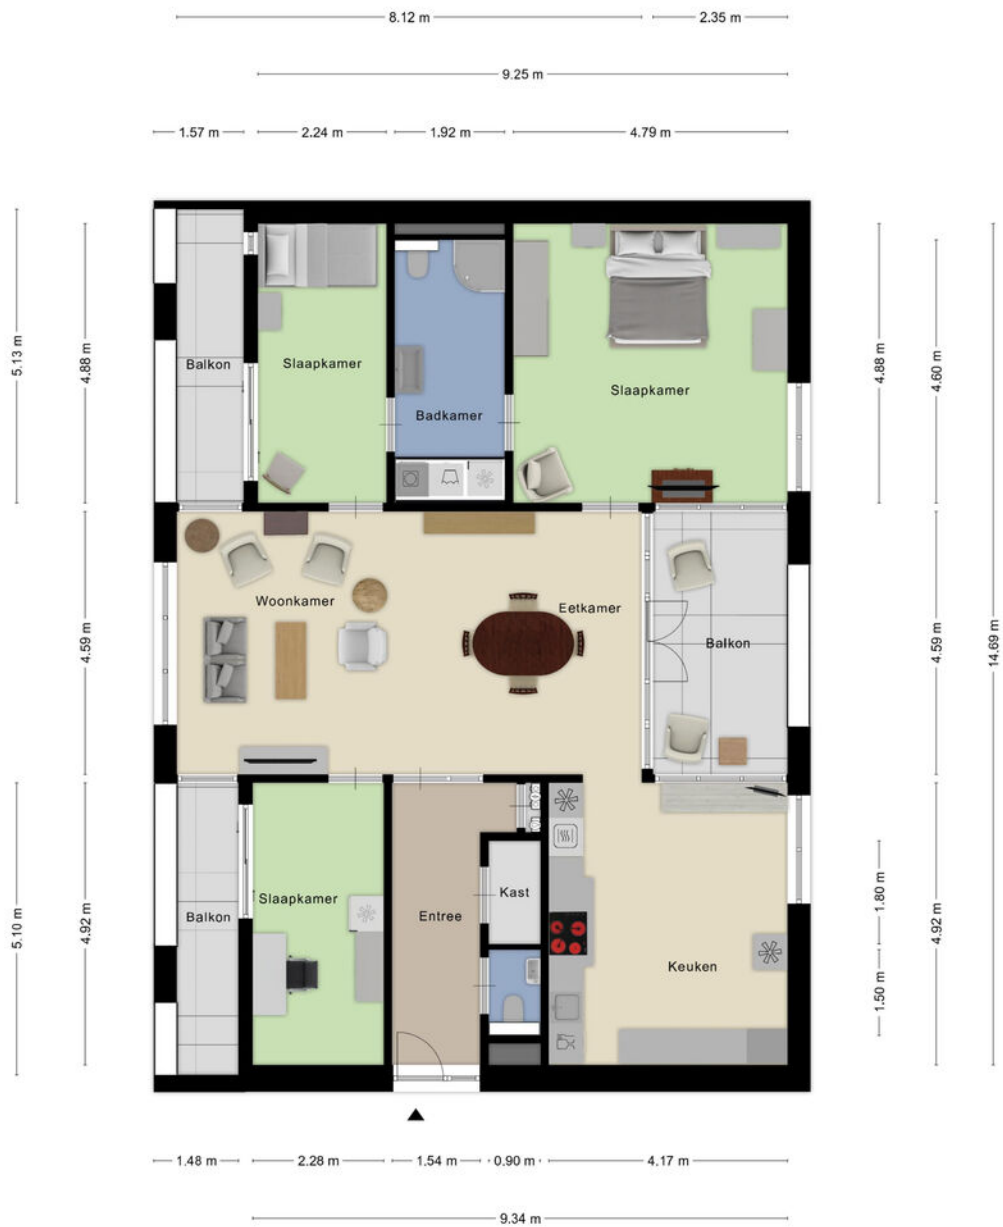 8.12 m
2.35 m
9.25 m
1.57 m
2.24 m
1.92 m
4.79 m
5.13 m
4.88 m
4.88 m
4.60 m
Balkon
Slaapkamer
Badkamer
Slaapkamer
4.59 m
Woonkamer
Eetkamer
Balkon
4.59 m
14.69 m
5.10 m
4.92 m
Balkon
Slaapkamer
Entree
Kast
Keuken
1.80 m
1.50 m
4.92 m
1.48 m
2.28 m
1.54 m
0.90 m
4.17 m
9.34 m